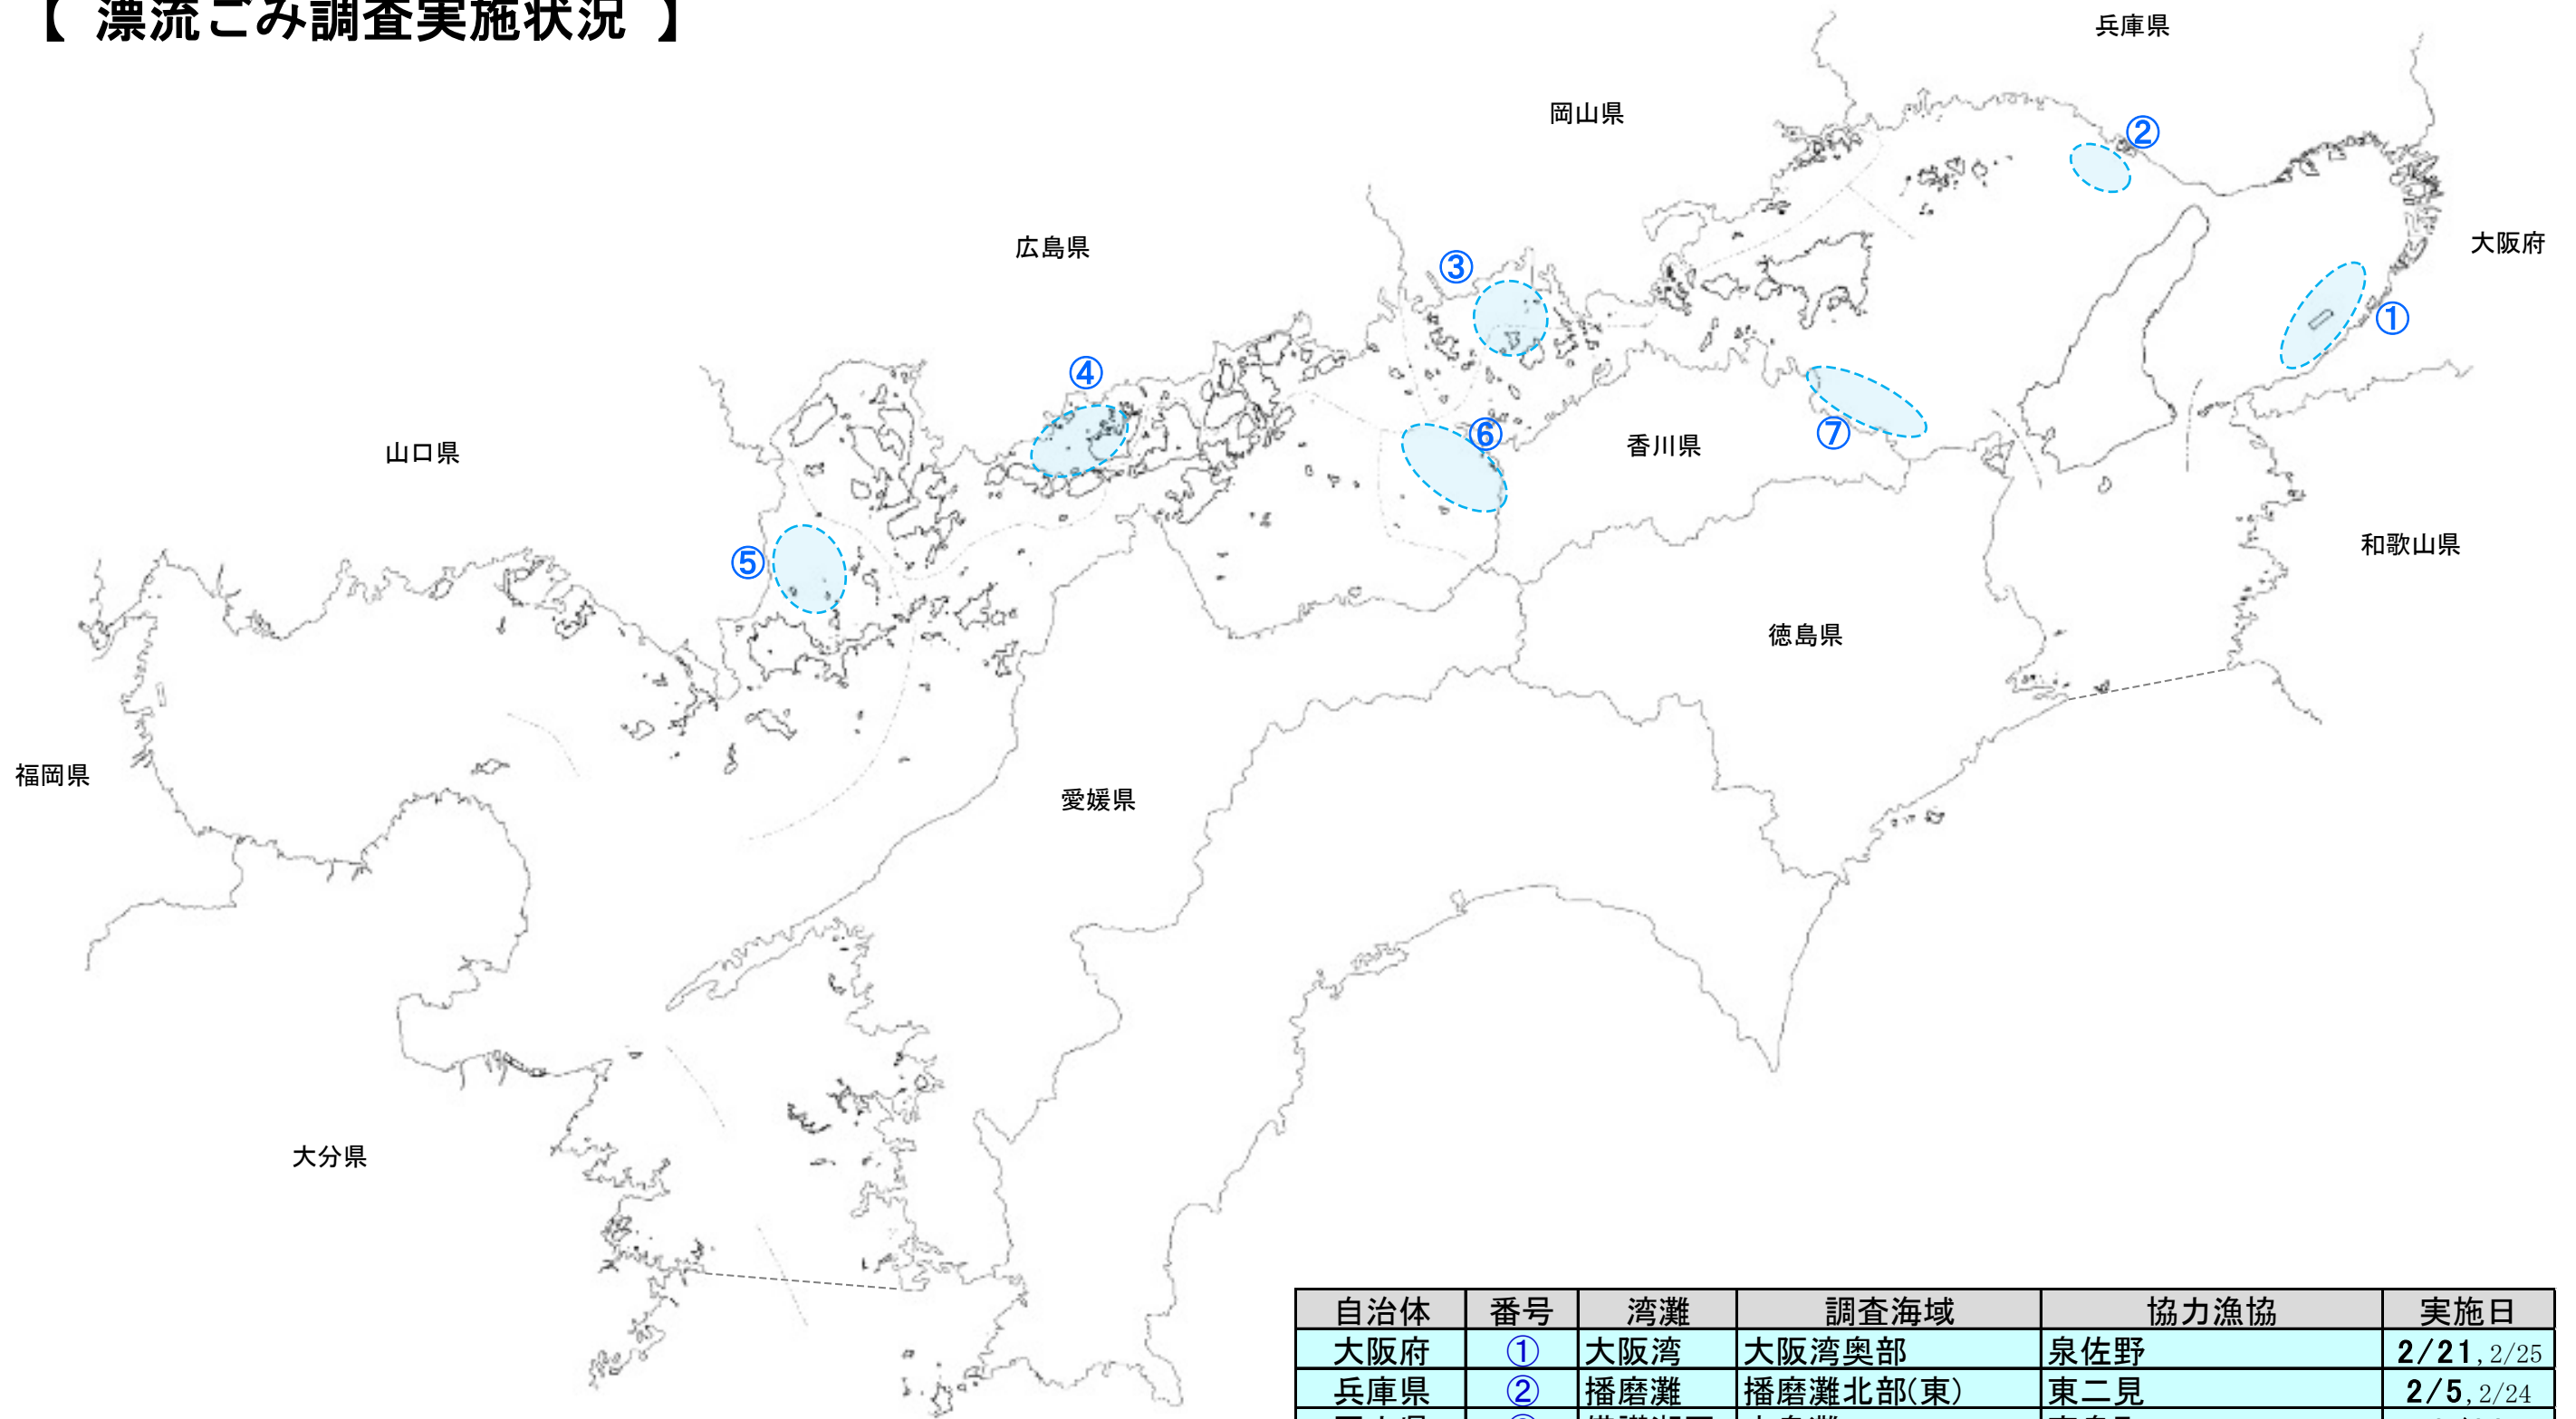 【 漂流ごみ調査実施状況 】
兵庫県
岡山県
②
広島県
大阪府
③
①
④
山口県
⑥
香川県
⑦
⑤
和歌山県
徳島県
福岡県
愛媛県
大分県
自治体 番号 湾灘 調査海域 協力漁協 実施日
大阪府 ① 大阪湾 大阪湾奥部 泉佐野 2/21, 2/25
兵庫県 ② 播磨灘 播磨灘北部(東) 東二見 2/5, 2/24